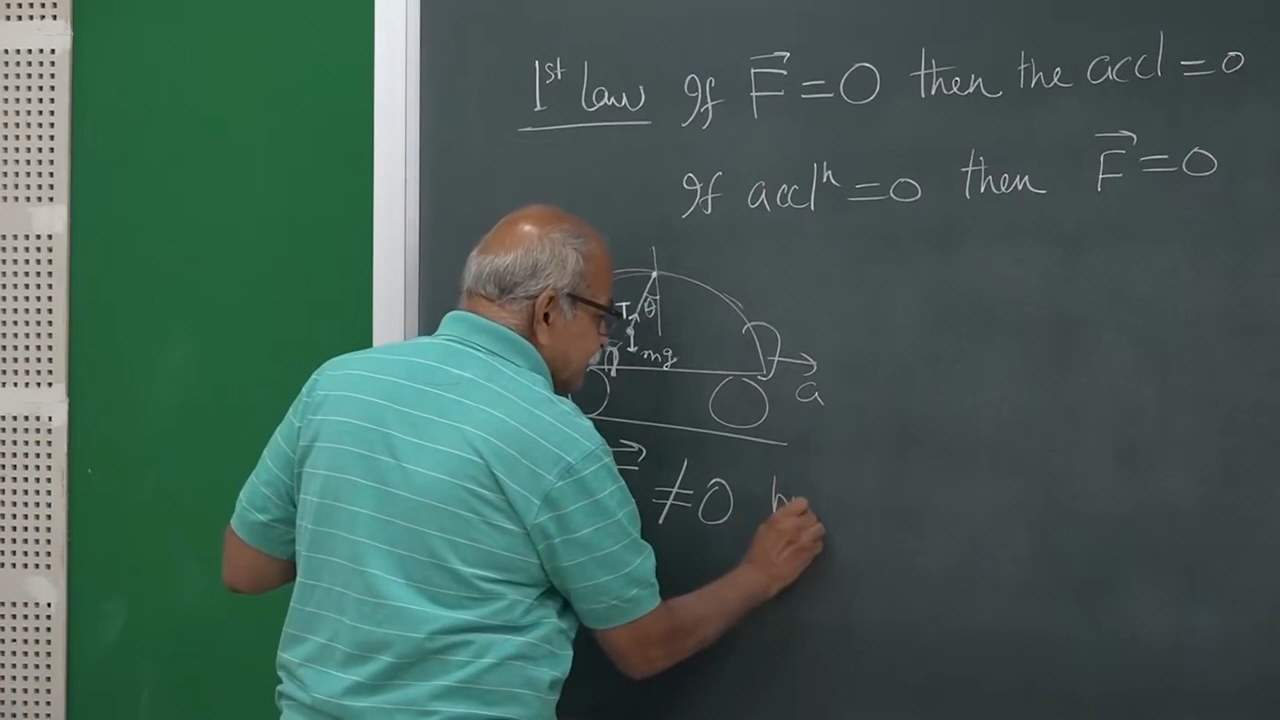 1st law If F⃗ = 0 then the accl = 0
If acclⁿ = 0 then F⃗ = 0
T θ
mg
a
≠ 0